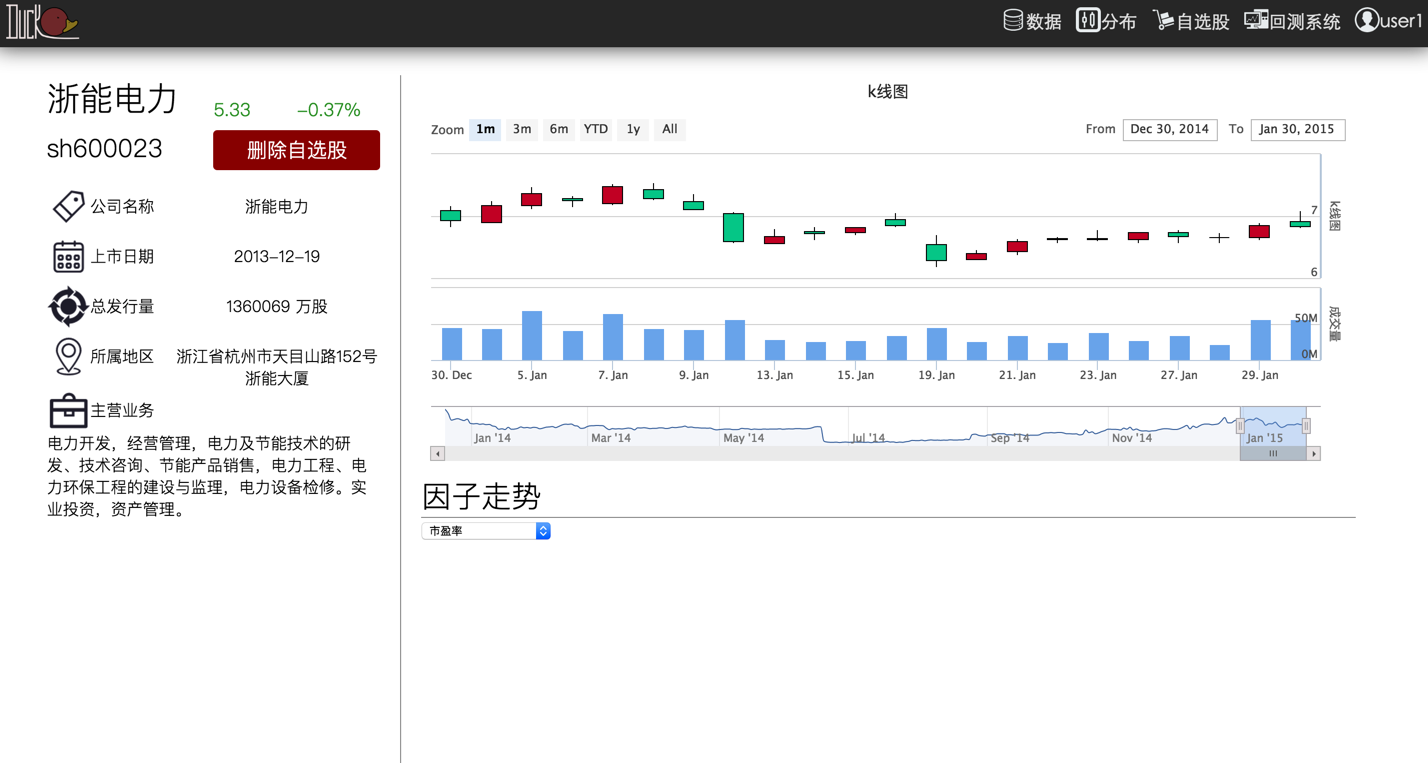 Duck
数据
分布
自选股
回测系统
user1
浙能电力
5.33
-0.37%
sh600023
删除自选股
公司名称
浙能电力
上市日期
2013-12-19
总发行量
1360069 万股
所属地区
浙江省杭州市天目山路152号
浙能大厦
主营业务
电力开发，经营管理，电力及节能技术的研
发、技术咨询、节能产品销售，电力工程、电
力环保工程的建设与监理，电力设备检修。实
业投资，资产管理。
k线图
Zoom 1m 3m 6m YTD 1y All
From Dec 30, 2014 To Jan 30, 2015
7
6
k线图
50M
0M
成交量
30. Dec 5. Jan 7. Jan 9. Jan 13. Jan 15. Jan 19. Jan 21. Jan 23. Jan 27. Jan 29. Jan
Jan '14 Mar '14 May '14 Jul '14 Sep '14 Nov '14 Jan '15
因子走势
市盈率